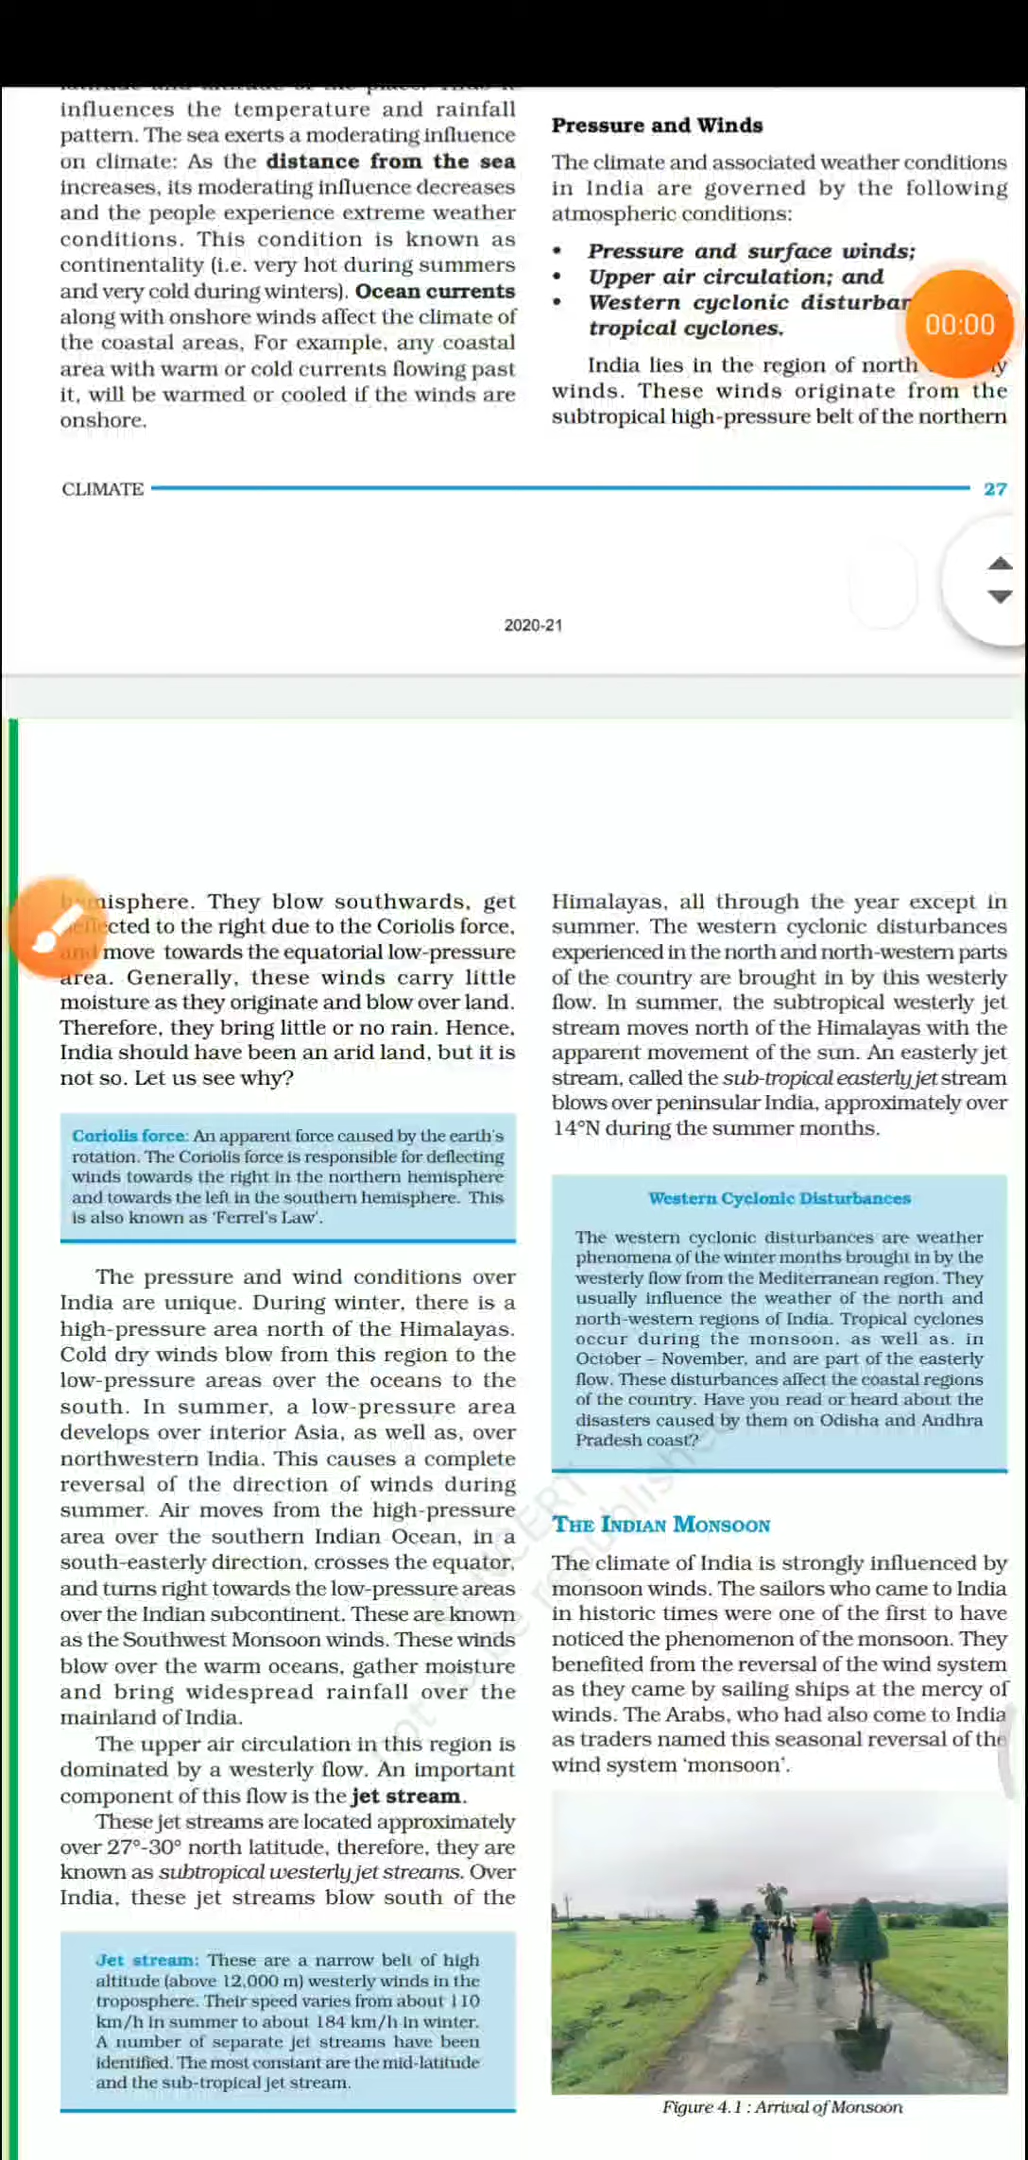 influences the temperature and rainfall
pattern. The sea exerts a moderating influence
on climate: As the distance from the sea
increases, its moderating influence decreases
and the people experience extreme weather
conditions. This condition is known as
continentality (i.e. very hot during summers
and very cold during winters). Ocean currents
along with onshore winds affect the climate of
the coastal areas, For example, any coastal
area with warm or cold currents flowing past
it, will be warmed or cooled if the winds are
onshore.
Pressure and Winds
The climate and associated weather conditions
in India are governed by the following
atmospheric conditions:
• Pressure and surface winds;
• Upper air circulation; and
• Western cyclonic
tropical cyclones.
00:00
India lies in the region of north
winds. These winds originate from the
subtropical high-pressure belt of the northern
CLIMATE 27
2020-21
hemisphere. They blow southwards, get
deflected to the right due to the Coriolis force,
and move towards the equatorial low-pressure
area. Generally, these winds carry little
moisture as they originate and blow over land.
Therefore, they bring little or no rain. Hence,
India should have been an arid land, but it is
not so. Let us see why?
Coriolis force: An apparent force caused by the earth's
rotation. The Coriolis force is responsible for deflecting
winds towards the right in the northern hemisphere
and towards the left in the southern hemisphere. This
is also known as 'Ferrel's Law'.
The pressure and wind conditions over
India are unique. During winter, there is a
high-pressure area north of the Himalayas.
Cold dry winds blow from this region to the
low-pressure areas over the oceans to the
south. In summer, a low-pressure area
develops over interior Asia, as well as, over
northwestern India. This causes a complete
reversal of the direction of winds during
summer. Air moves from the high-pressure
area over the southern Indian Ocean, in a
south-easterly direction, crosses the equator,
and turns right towards the low-pressure areas
over the Indian subcontinent. These are known
as the Southwest Monsoon winds. These winds
blow over the warm oceans, gather moisture
and bring widespread rainfall over the
mainland of India.
The upper air circulation in this region is
dominated by a westerly flow. An important
component of this flow is the jet stream.
These jet streams are located approximately
over 27°-30° north latitude, therefore, they are
known as subtropical westerly jet streams. Over
India, these jet streams blow south of the
Jet stream: These are a narrow belt of high
altitude (above 12,000 m) westerly winds in the
troposphere. Their speed varies from about 110
km/h in summer to about 184 km/h in winter.
A number of separate jet streams have been
identified. The most constant are the mid-latitude
and the sub-tropical jet stream.
Himalayas, all through the year except in
summer. The western cyclonic disturbances
experienced in the north and north-western parts
of the country are brought in by this westerly
flow. In summer, the subtropical westerly jet
stream moves north of the Himalayas with the
apparent movement of the sun. An easterly jet
stream, called the sub-tropical easterly jet stream
blows over peninsular India, approximately over
14°N during the summer months.
Western Cyclonic Disturbances
The western cyclonic disturbances are weather
phenomena of the winter months brought in by the
westerly flow from the Mediterranean region. They
usually influence the weather of the north and
north-western regions of India. Tropical cyclones
occur during the monsoon, as well as, in
October – November, and are part of the easterly
flow. These disturbances affect the coastal regions
of the country. Have you read or heard about the
disasters caused by them on Odisha and Andhra
Pradesh coast?
THE INDIAN MONSOON
The climate of India is strongly influenced by
monsoon winds. The sailors who came to India
in historic times were one of the first to have
noticed the phenomenon of the monsoon. They
benefited from the reversal of the wind system
as they came by sailing ships at the mercy of
winds. The Arabs, who had also come to India
as traders named this seasonal reversal of the
wind system 'monsoon'.
Figure 4.1 : Arrival of Monsoon